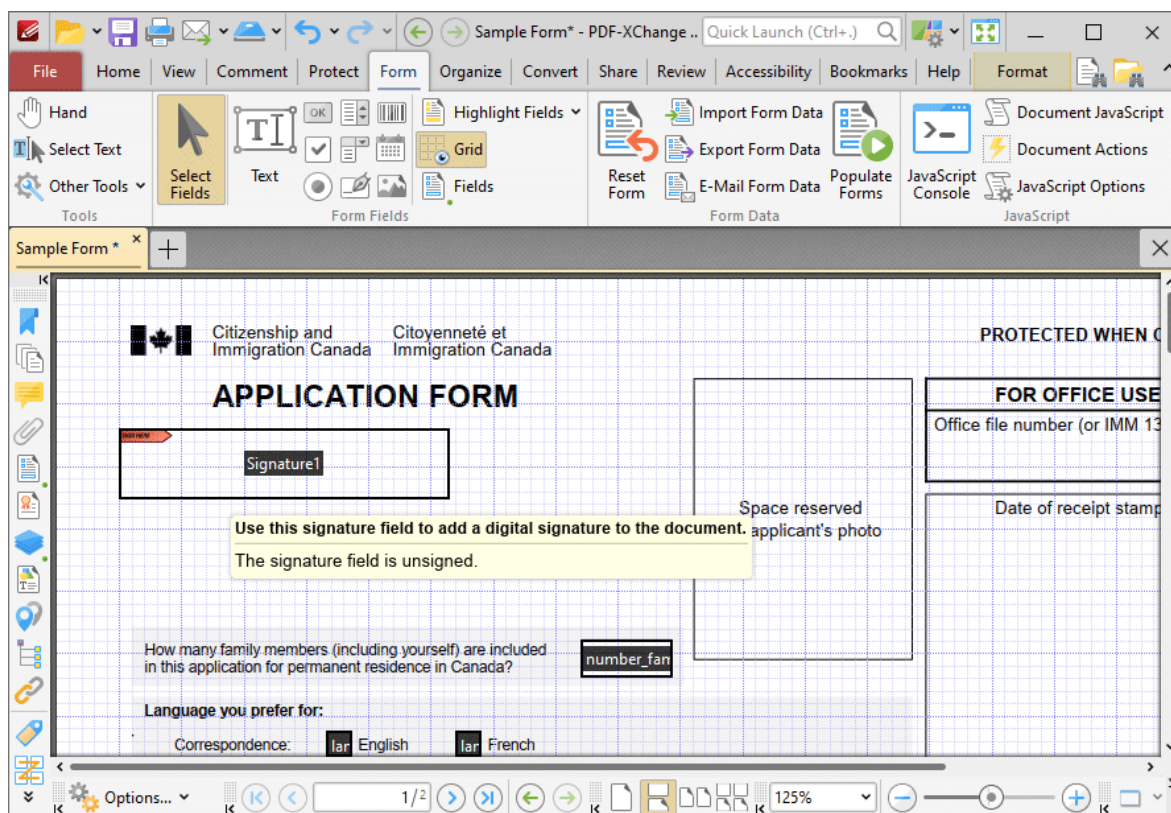 Sample Form* - PDF-XChange ..
Quick Launch (Ctrl+.)
File Home View Comment Protect Form Organize Convert Share Review Accessibility Bookmarks Help Format
Hand
Select Text
Other Tools
Tools
Select Fields
Text
OK
Highlight Fields
Grid
Fields
Form Fields
Reset Form
Import Form Data
Export Form Data
E-Mail Form Data
Populate Forms
Form Data
JavaScript Console
Document JavaScript
Document Actions
JavaScript Options
JavaScript
Sample Form *
Citizenship and Citoyenneté et
Immigration Canada Immigration Canada
PROTECTED WHEN C
APPLICATION FORM
FOR OFFICE USE
Office file number (or IMM 13
SIGN HERE
Signature1
Space reserved
applicant's photo
Date of receipt stamp
Use this signature field to add a digital signature to the document.
The signature field is unsigned.
How many family members (including yourself) are included
in this application for permanent residence in Canada?
number_fam
Language you prefer for:
Correspondence: lar English lar French
Options...
1/2
125%